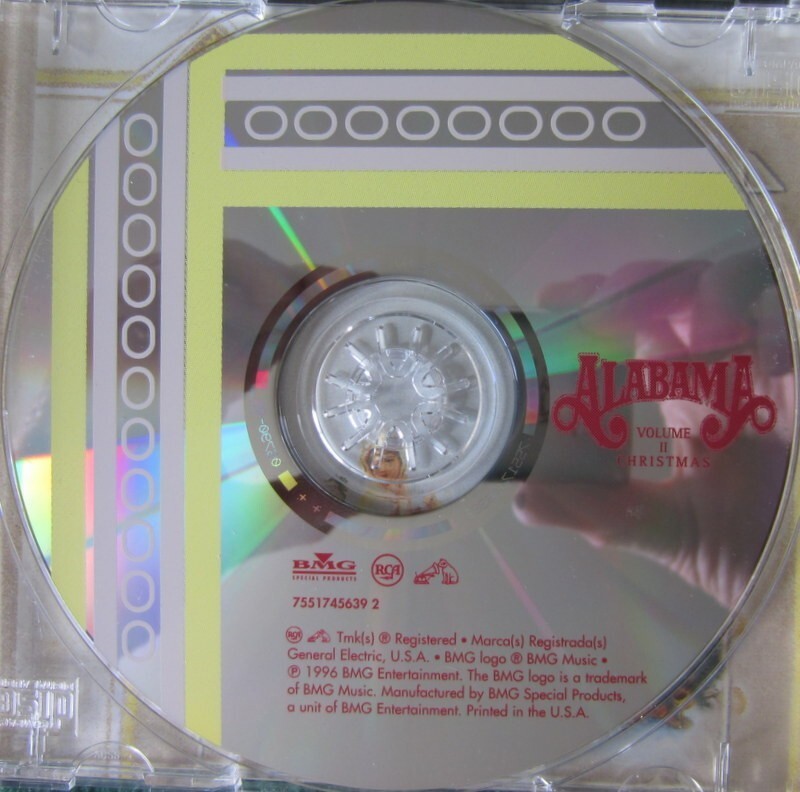 ALABAMA
VOLUME
II
CHRISTMAS
BMG
SPECIAL PRODUCTS
RCA
7551745639 2
RCA Tmk(s) ® Registered • Marca(s) Registrada(s)
General Electric, U.S.A. • BMG logo ® BMG Music •
℗ 1996 BMG Entertainment. The BMG logo is a trademark
of BMG Music. Manufactured by BMG Special Products,
a unit of BMG Entertainment. Printed in the U.S.A.